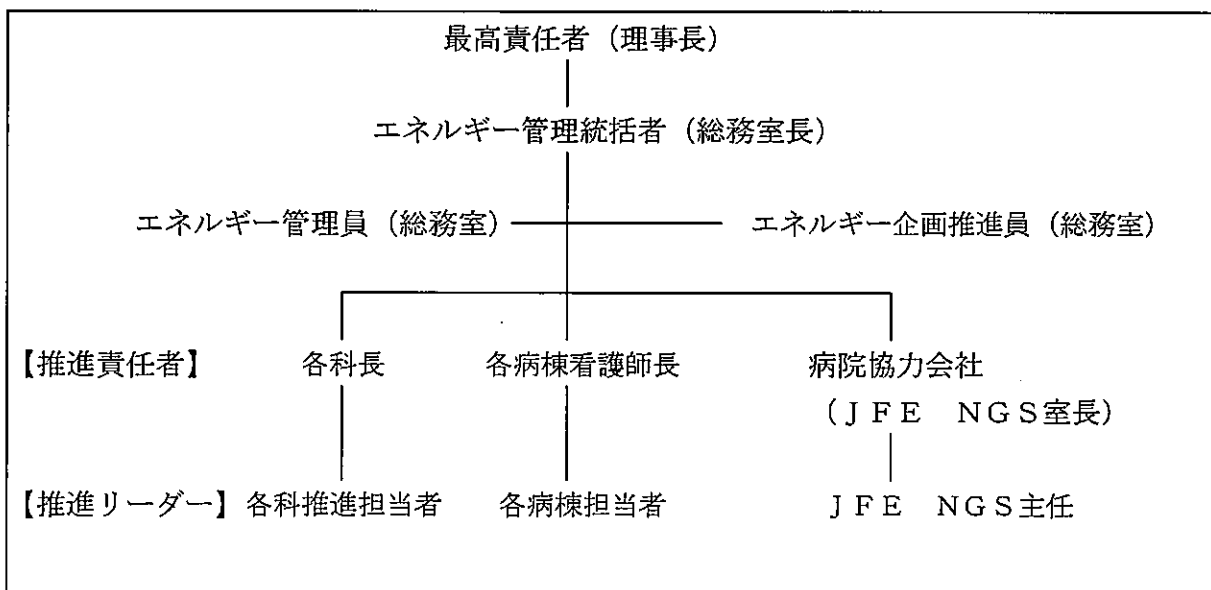 最高責任者（理事長）
エネルギー管理統括者（総務室長）
エネルギー管理員（総務室） エネルギー企画推進員（総務室）
【推進責任者】 各科長 各病棟看護師長 病院協力会社
（ＪＦＥ　ＮＧＳ室長）
【推進リーダー】 各科推進担当者 各病棟担当者 ＪＦＥ　ＮＧＳ主任